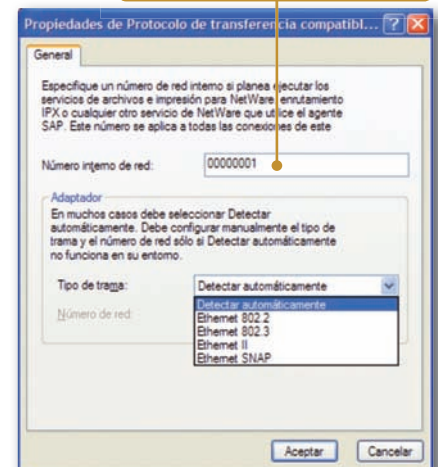 Propiedades de Protocolo de transferencia compatibl...
General
Especifique un número de red interno si planea ejecutar los
servicios de archivos e impresión para NetWare, enrutamiento
IPX o cualquier otro servicio de NetWare que utilice el agente
SAP. Este número se aplica a todas las conexiones de este
Número interno de red: 00000001
Adaptador
En muchos casos debe seleccionar Detectar
automáticamente. Debe configurar manualmente el tipo de
trama y el número de red sólo si Detectar automáticamente
no funciona en su entorno.
Tipo de trama: Detectar automáticamente
Detectar automáticamente
Número de red:
Ethernet 802.2
Ethernet 802.3
Ethernet II
Ethernet SNAP
Aceptar Cancelar